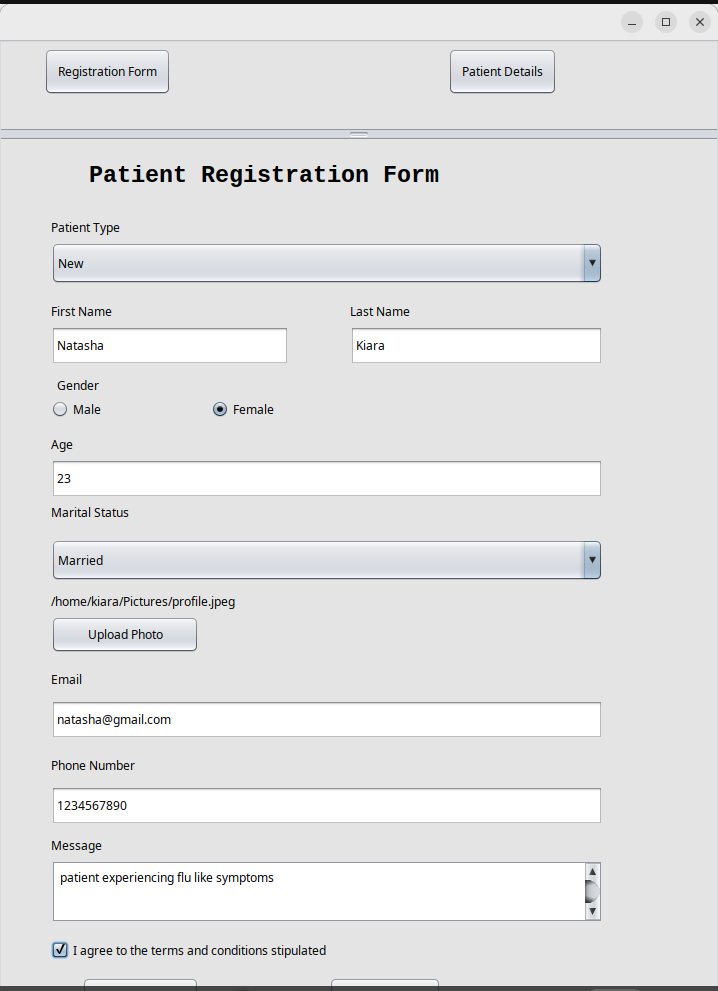 Registration Form Patient Details
Patient Registration Form
Patient Type
New
First Name Last Name
Natasha Kiara
Gender
Male Female
Age
23
Marital Status
Married
/home/kiara/Pictures/profile.jpeg
Upload Photo
Email
natasha@gmail.com
Phone Number
1234567890
Message
patient experiencing flu like symptoms
I agree to the terms and conditions stipulated